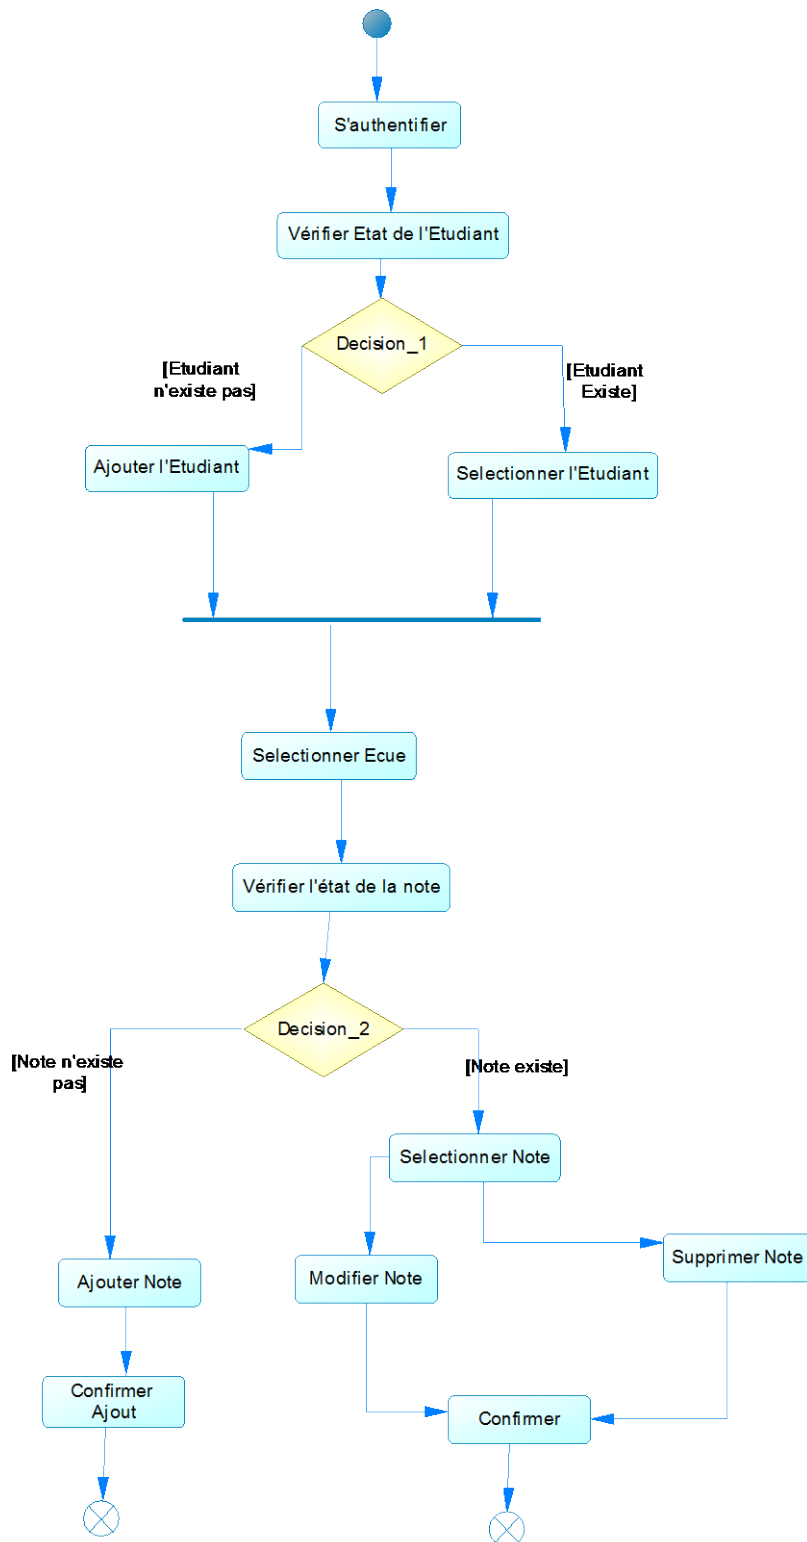 S'authentifier
Vérifier Etat de l'Etudiant
Decision_1
[Etudiant
n'existe pas]
[Etudiant
Existe]
Ajouter l'Etudiant
Selectionner l'Etudiant
Selectionner Ecue
Vérifier l'état de la note
Decision_2
[Note n'existe
pas]
[Note existe]
Selectionner Note
Supprimer Note
Ajouter Note
Modifier Note
Confirmer
Ajout
Confirmer